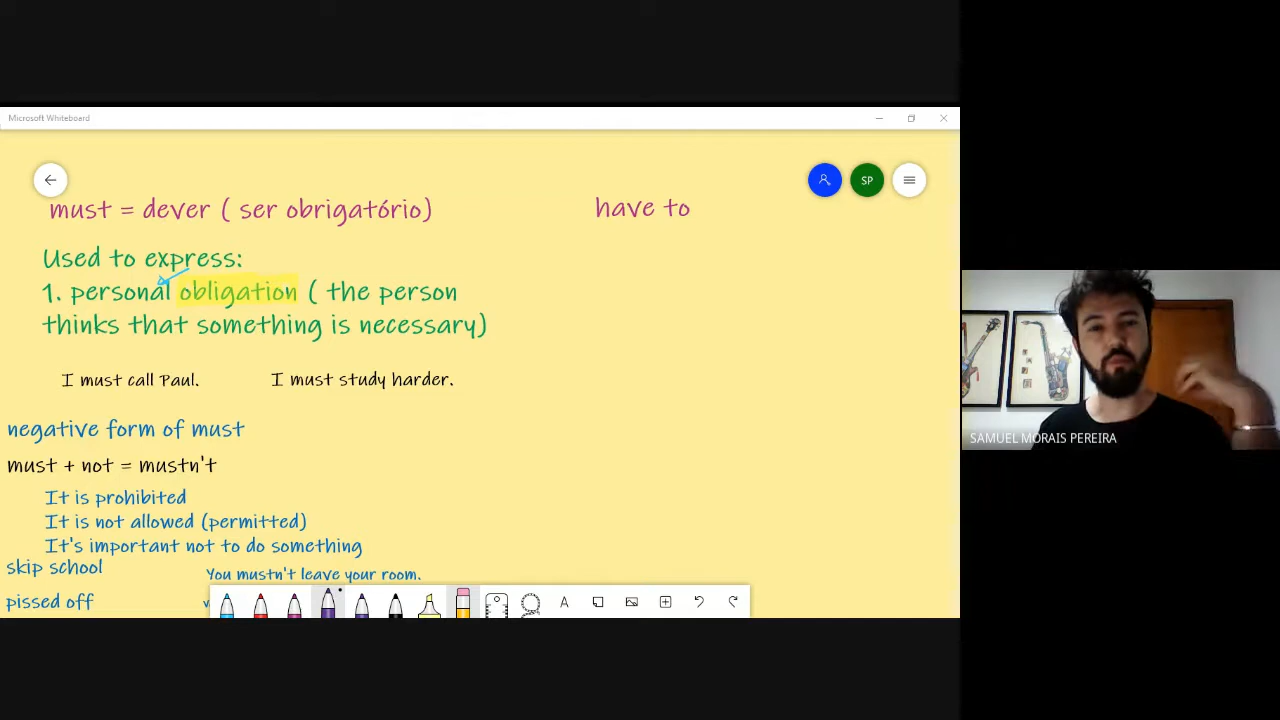 Microsoft Whiteboard
SP
must = dever ( ser obrigatório)
have to
Used to express:
1. personal obligation ( the person
thinks that something is necessary)
I must call Paul.
I must study harder.
negative form of must
must + not = mustn't
It is prohibited
It is not allowed (permitted)
It's important not to do something
skip school
You mustn't leave your room.
pissed off
A
SAMUEL MORAIS PEREIRA